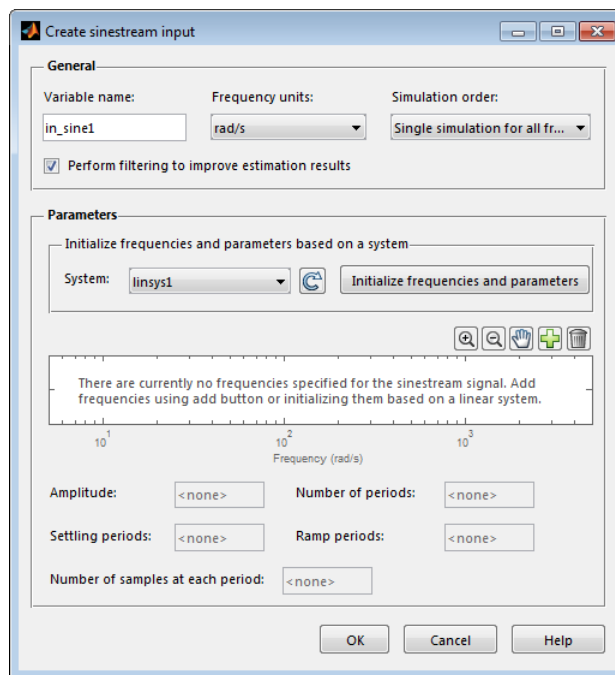 Create sinestream input
General
Variable name: Frequency units: Simulation order:
in_sine1 rad/s Single simulation for all fr...
Perform filtering to improve estimation results
Parameters
Initialize frequencies and parameters based on a system
System: linsys1 Initialize frequencies and parameters
There are currently no frequencies specified for the sinestream signal. Add
frequencies using add button or initializing them based on a linear system.
10^1 10^2 10^3
Frequency (rad/s)
Amplitude: <none> Number of periods: <none>
Settling periods: <none> Ramp periods: <none>
Number of samples at each period: <none>
OK Cancel Help